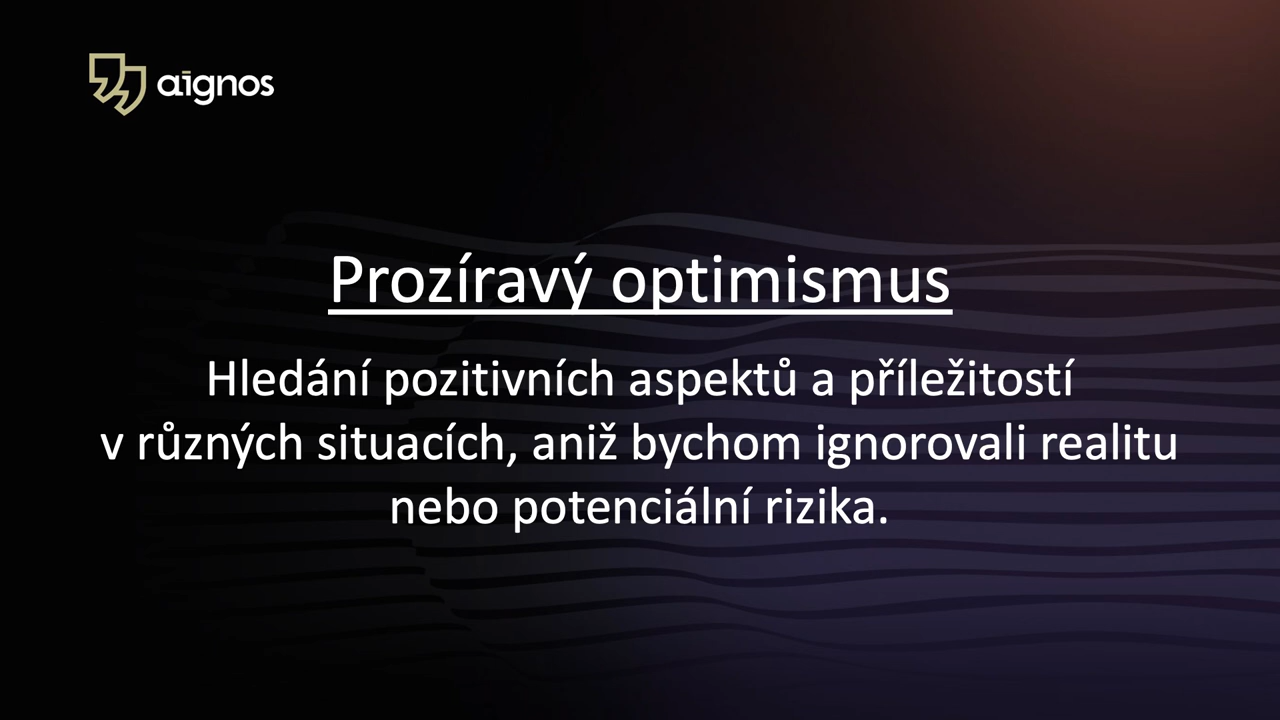 aignos
Prozíravý optimismus
Hledání pozitivních aspektů a příležitostí
v různých situacích, aniž bychom ignorovali realitu
nebo potenciální rizika.